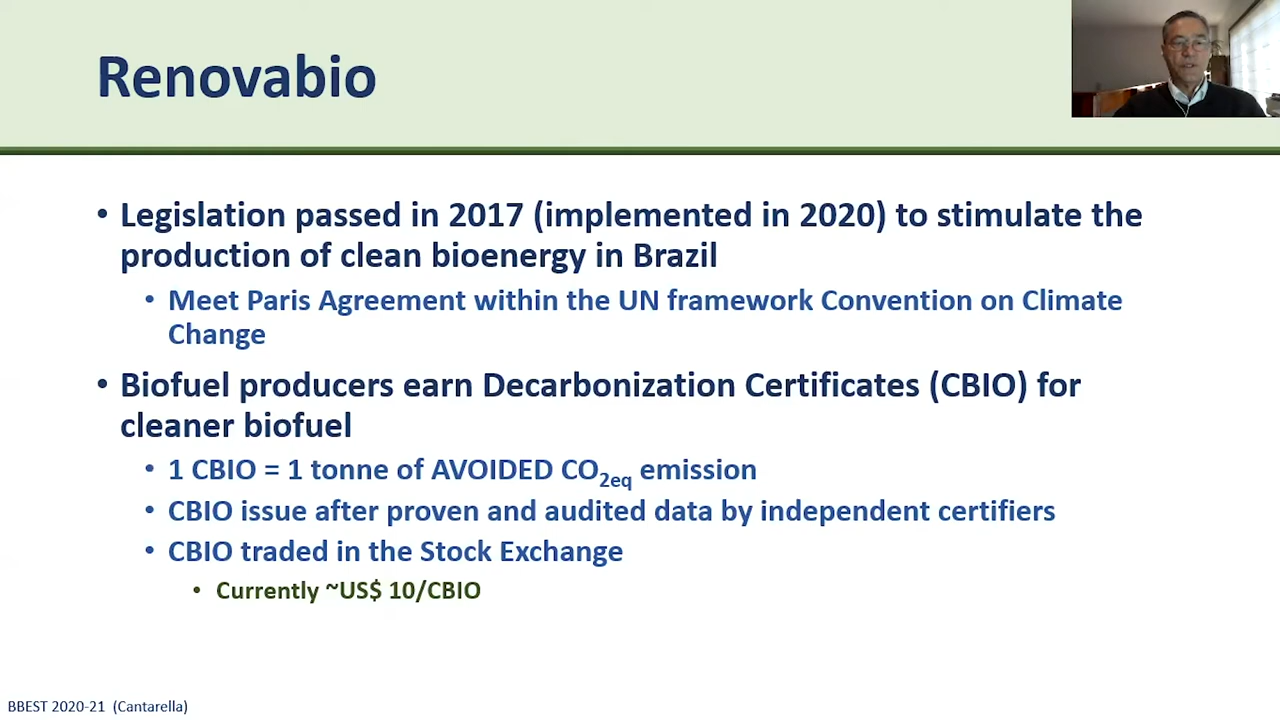 Renovabio
• Legislation passed in 2017 (implemented in 2020) to stimulate the
production of clean bioenergy in Brazil
• Meet Paris Agreement within the UN framework Convention on Climate
Change
• Biofuel producers earn Decarbonization Certificates (CBIO) for
cleaner biofuel
• 1 CBIO = 1 tonne of AVOIDED CO2eq emission
• CBIO issue after proven and audited data by independent certifiers
• CBIO traded in the Stock Exchange
• Currently ~US$ 10/CBIO
BBEST 2020-21 (Cantarella)